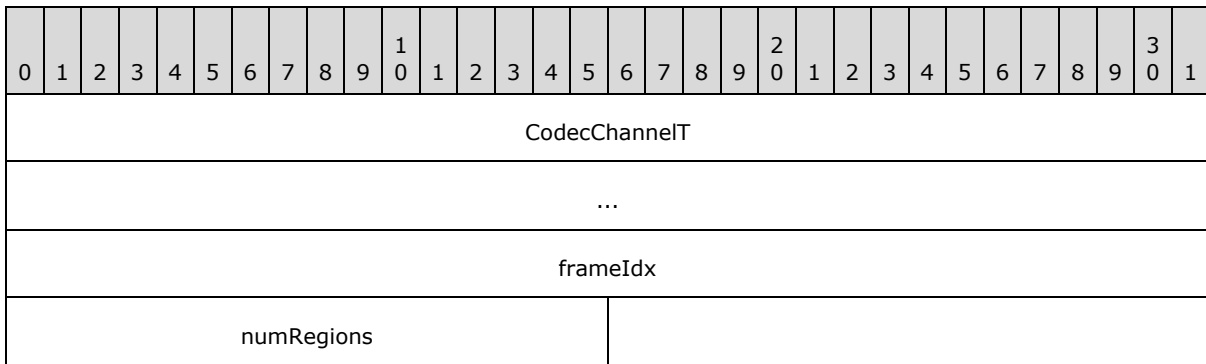 1 2 3
0 1 2 3 4 5 6 7 8 9 0 1 2 3 4 5 6 7 8 9 0 1 2 3 4 5 6 7 8 9 0 1
CodecChannelT
...
frameIdx
numRegions